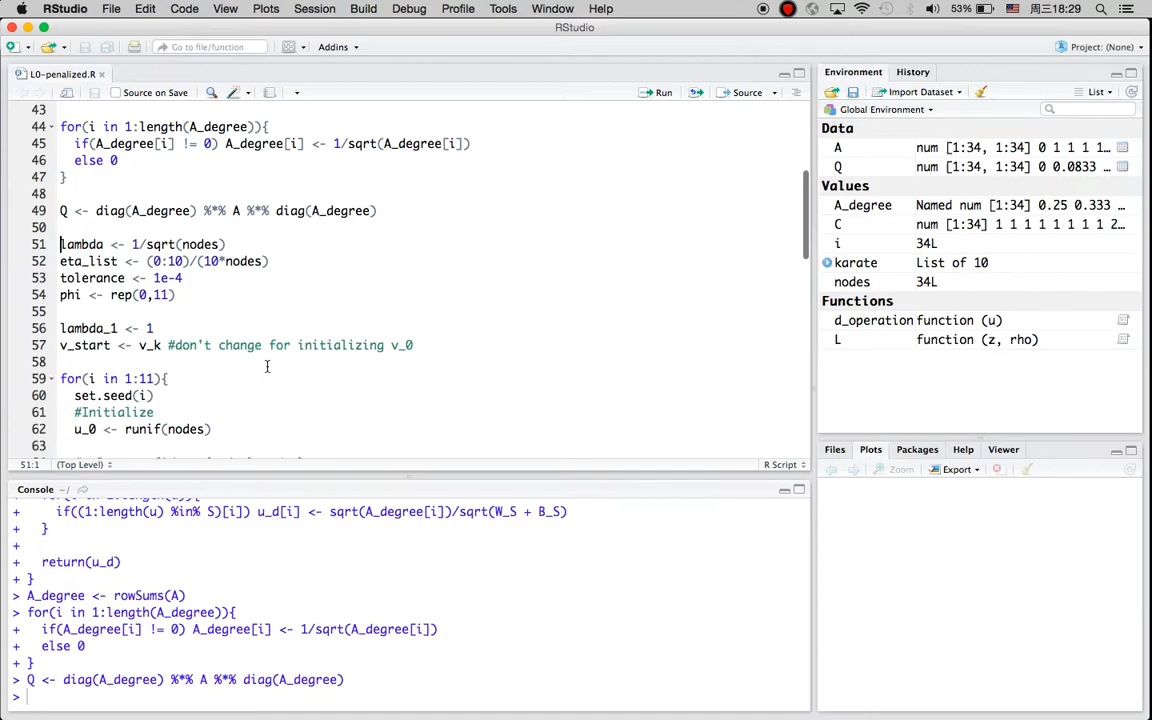 RStudio File Edit Code View Plots Session Build Debug Profile Tools Window Help 53% 周三18:29
RStudio
Go to file/function Addins Project: (None)
L0-penalized.R
Source on Save Run Source
43
44 for(i in 1:length(A_degree)){
45 if(A_degree[i] != 0) A_degree[i] <- 1/sqrt(A_degree[i])
46 else 0
47 }
48
49 Q <- diag(A_degree) %*% A %*% diag(A_degree)
50
51 lambda <- 1/sqrt(nodes)
52 eta_list <- (0:10)/(10*nodes)
53 tolerance <- 1e-4
54 phi <- rep(0,11)
55
56 lambda_1 <- 1
57 v_start <- v_k #don't change for initializing v_0
58
59 for(i in 1:11){
60 set.seed(i)
61 #Initialize
62 u_0 <- runif(nodes)
63
51:1 (Top Level) R Script
Console ~/
+ if((1:length(u) %in% S)[i]) u_d[i] <- sqrt(A_degree[i])/sqrt(W_S + B_S)
+ }
+
+ return(u_d)
+ }
> A_degree <- rowSums(A)
> for(i in 1:length(A_degree)){
+ if(A_degree[i] != 0) A_degree[i] <- 1/sqrt(A_degree[i])
+ else 0
+ }
> Q <- diag(A_degree) %*% A %*% diag(A_degree)
>
Environment History
Import Dataset List
Global Environment
Data
A num [1:34, 1:34] 0 1 1 1 1…
Q num [1:34, 1:34] 0 0.0833 …
Values
A_degree Named num [1:34] 0.25 0.333 …
C num [1:34] 1 1 1 1 1 1 1 1 2…
i 34L
karate List of 10
nodes 34L
Functions
d_operation function (u)
L function (z, rho)
Files Plots Packages Help Viewer
Zoom Export